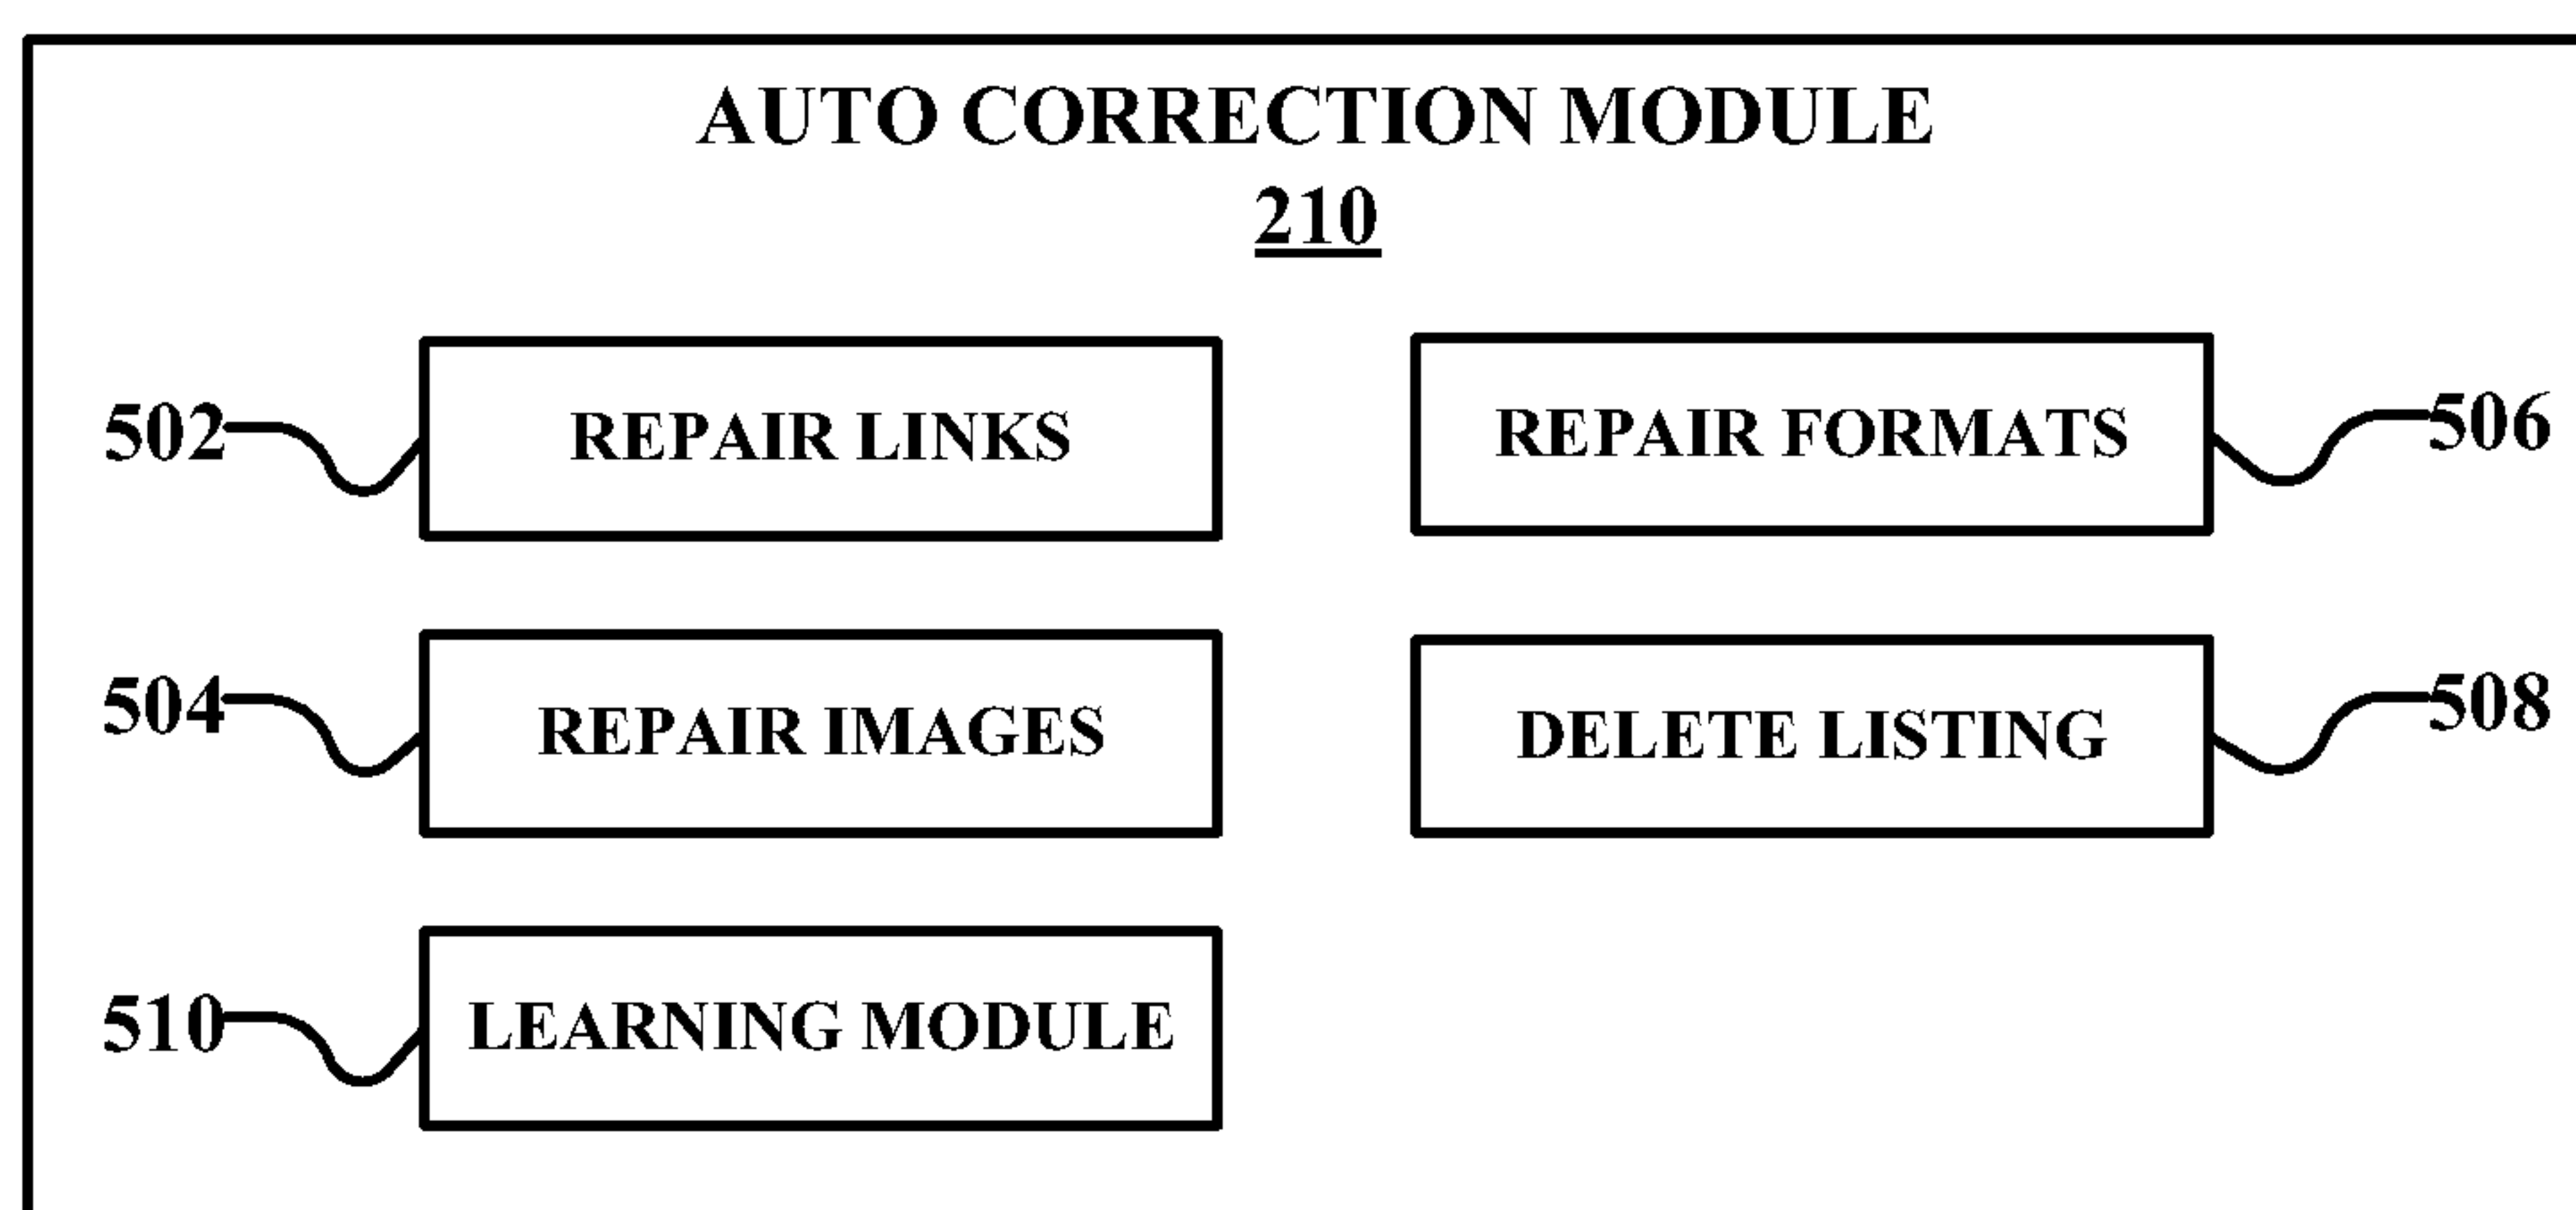 AUTO CORRECTION MODULE
210
502 REPAIR LINKS
REPAIR FORMATS 506
504 REPAIR IMAGES
DELETE LISTING 508
510 LEARNING MODULE